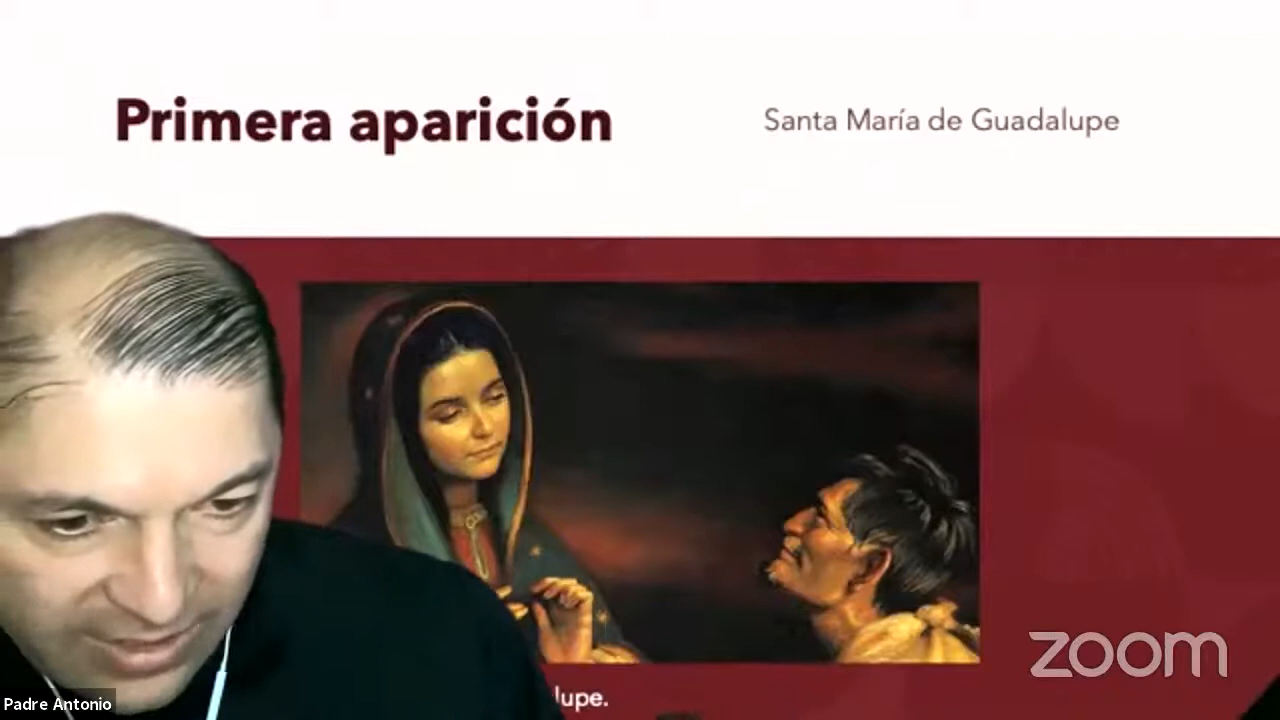 Primera aparición
Santa María de Guadalupe
zoom
lupe.
Padre Antonio